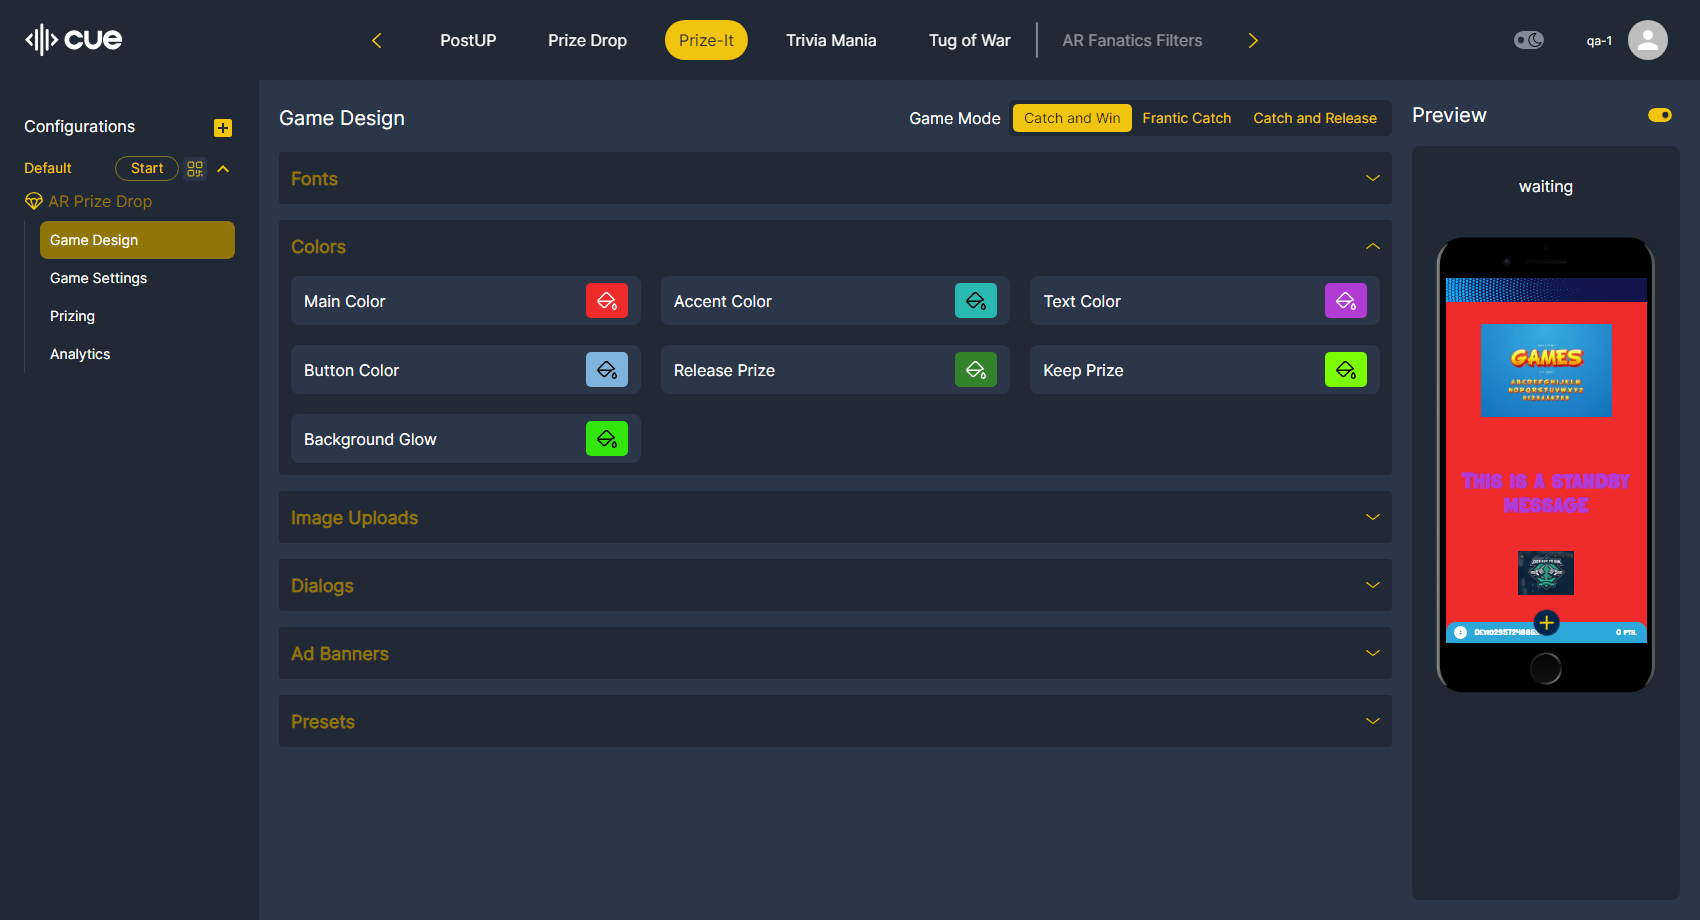 cue
PostUP
Prize Drop
Prize-It
Trivia Mania
Tug of War
AR Fanatics Filters
qa-1
Configurations
Default
Start
AR Prize Drop
Game Design
Game Settings
Prizing
Analytics
Game Design
Game Mode
Catch and Win
Frantic Catch
Catch and Release
Fonts
Colors
Main Color
Accent Color
Text Color
Button Color
Release Prize
Keep Prize
Background Glow
Image Uploads
Dialogs
Ad Banners
Presets
Preview
waiting
GAMES
ABCDEFGHIJKLM
NOPQRSTUVWXYZ
This is a standby
message
0 pts.